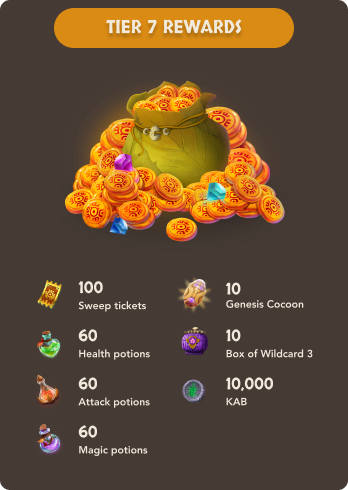 TIER 7 REWARDS
100
Sweep tickets
60
Health potions
60
Attack potions
60
Magic potions
10
Genesis Cocoon
10
Box of Wildcard 3
10,000
KAB